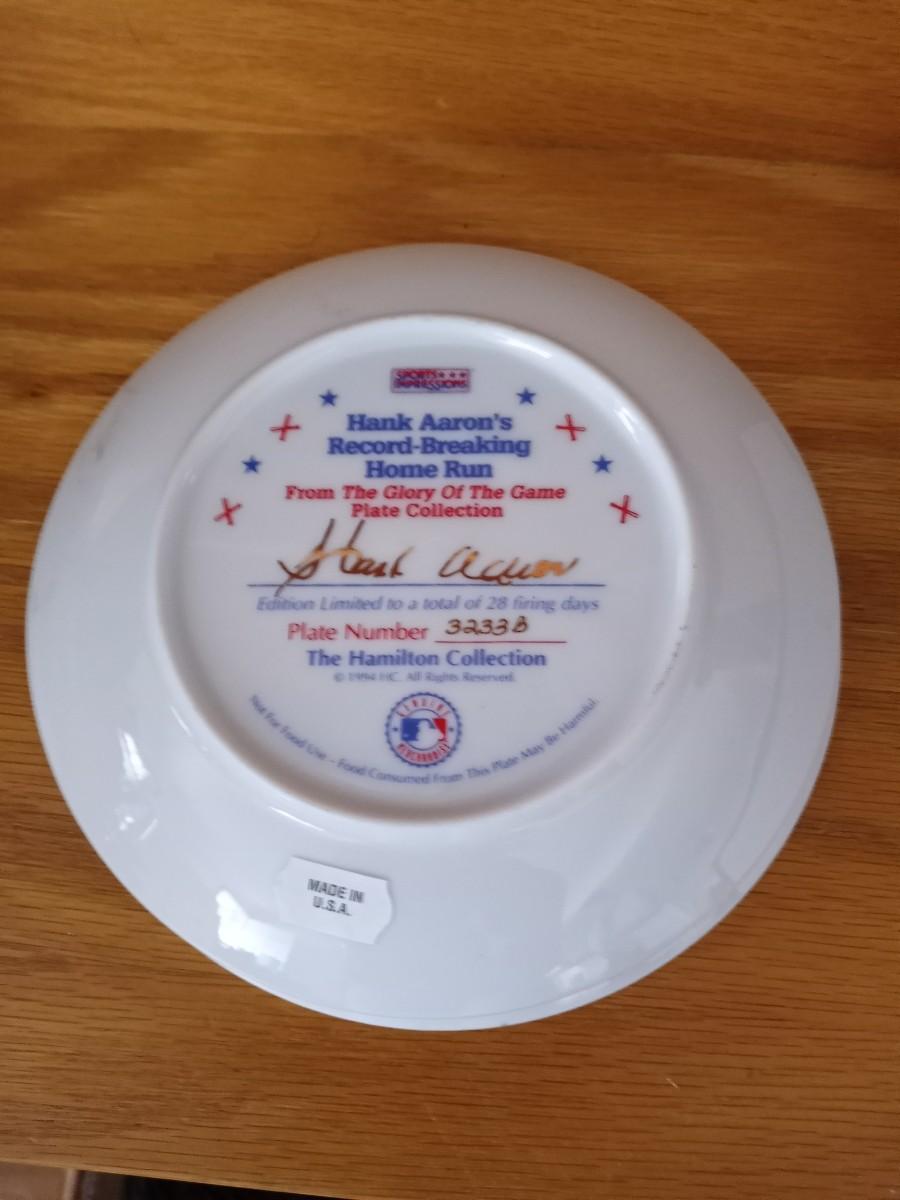 SPORTS ★★★
IMPRESSIONS
Hank Aaron's
Record-Breaking
Home Run
From The Glory Of The Game
Plate Collection
Hank Aaron
Edition Limited to a total of 28 firing days
Plate Number 3233B
The Hamilton Collection
© 1994 HC. All Rights Reserved.
GENUINE
MERCHANDISE
Not For Food Use - Food Consumed From This Plate May Be Harmful.
MADE IN
U.S.A.